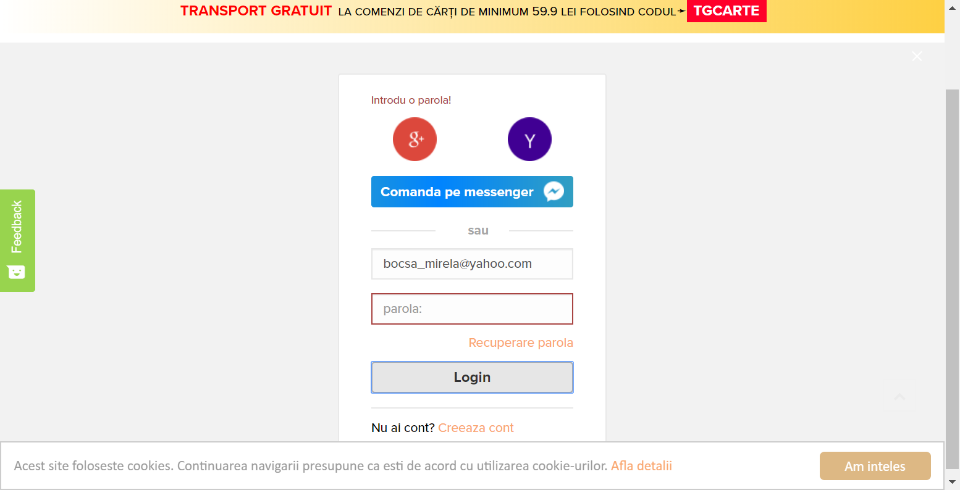 TRANSPORT GRATUIT LA COMENZI DE CĂRȚI DE MINIMUM 59.9 LEI FOLOSIND CODUL TGCARTE
Introdu o parola!
g+ Y
Comanda pe messenger
sau
bocsa_mirela@yahoo.com
parola:
Recuperare parola
Login
Nu ai cont? Creeaza cont
Feedback
Acest site foloseste cookies. Continuarea navigarii presupune ca esti de acord cu utilizarea cookie-urilor. Afla detalii
Am inteles